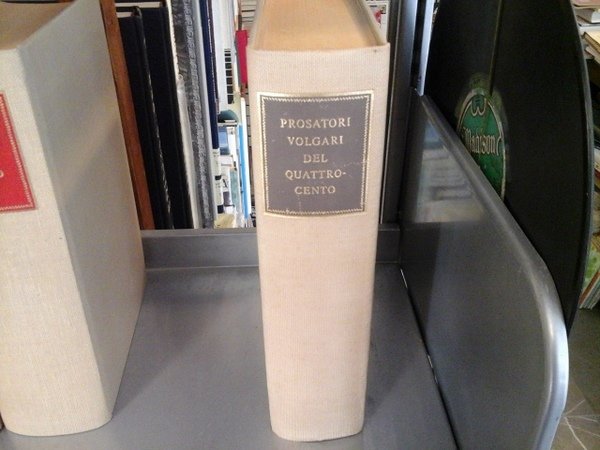 PROSATORI
VOLGARI
DEL
QUATTRO-
CENTO